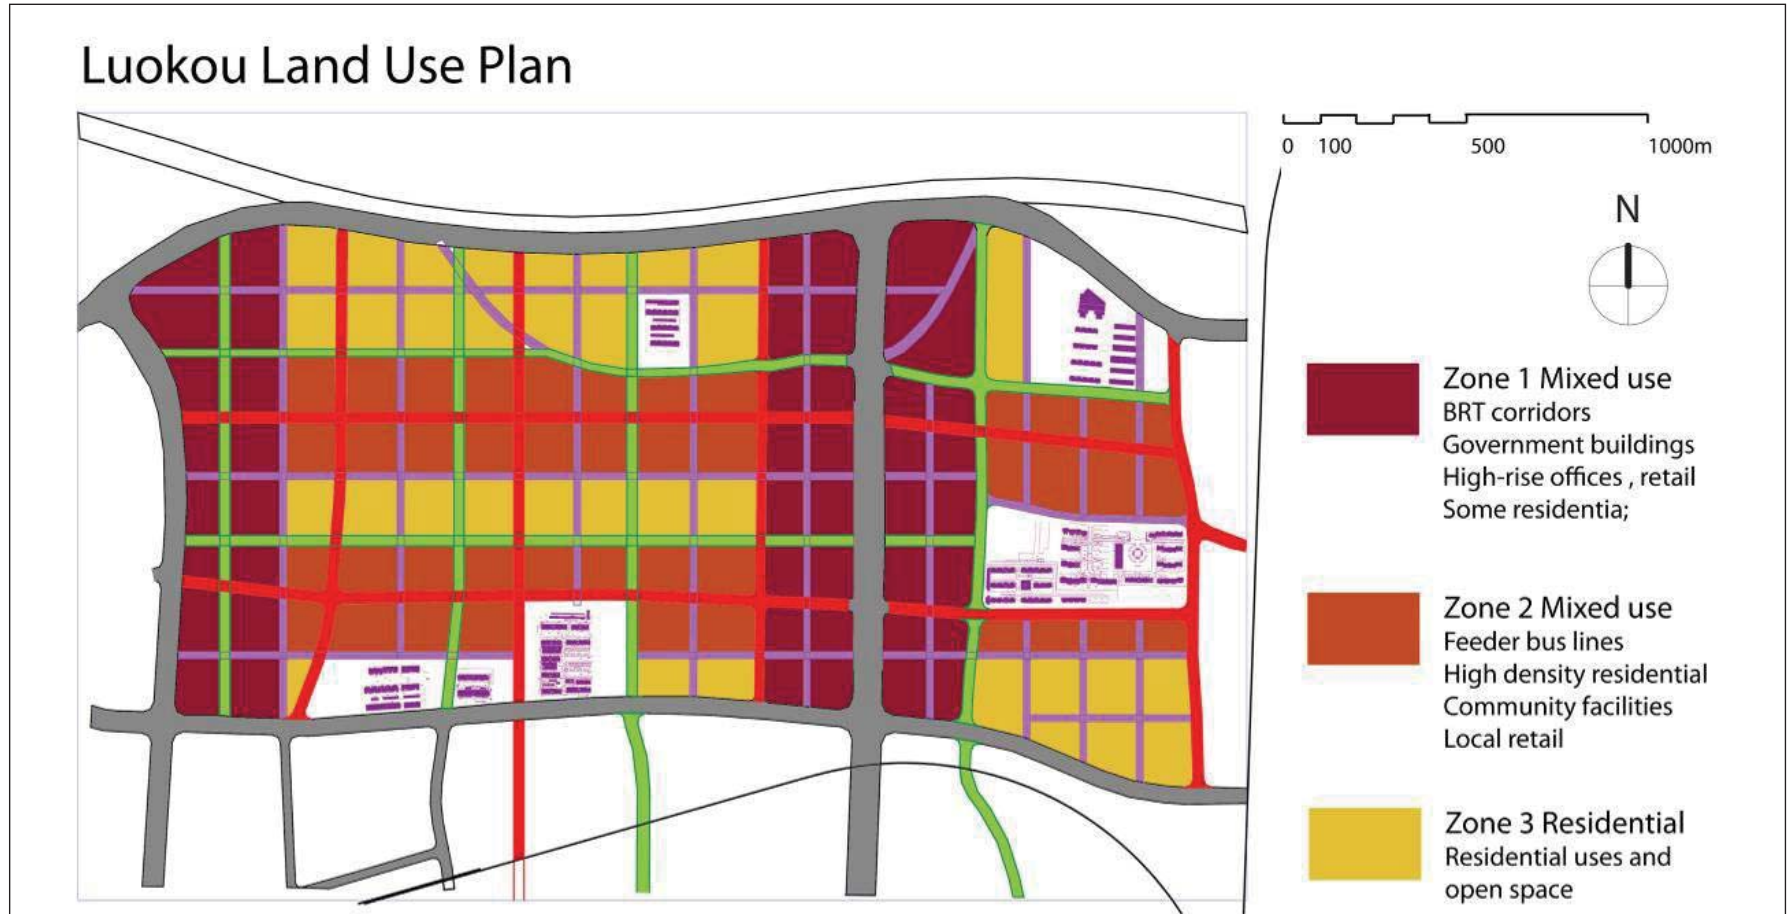 Luokou Land Use Plan
0 100 500 1000m
N
Zone 1 Mixed use
BRT corridors
Government buildings
High-rise offices , retail
Some residentia;
Zone 2 Mixed use
Feeder bus lines
High density residential
Community facilities
Local retail
Zone 3 Residential
Residential uses and
open space